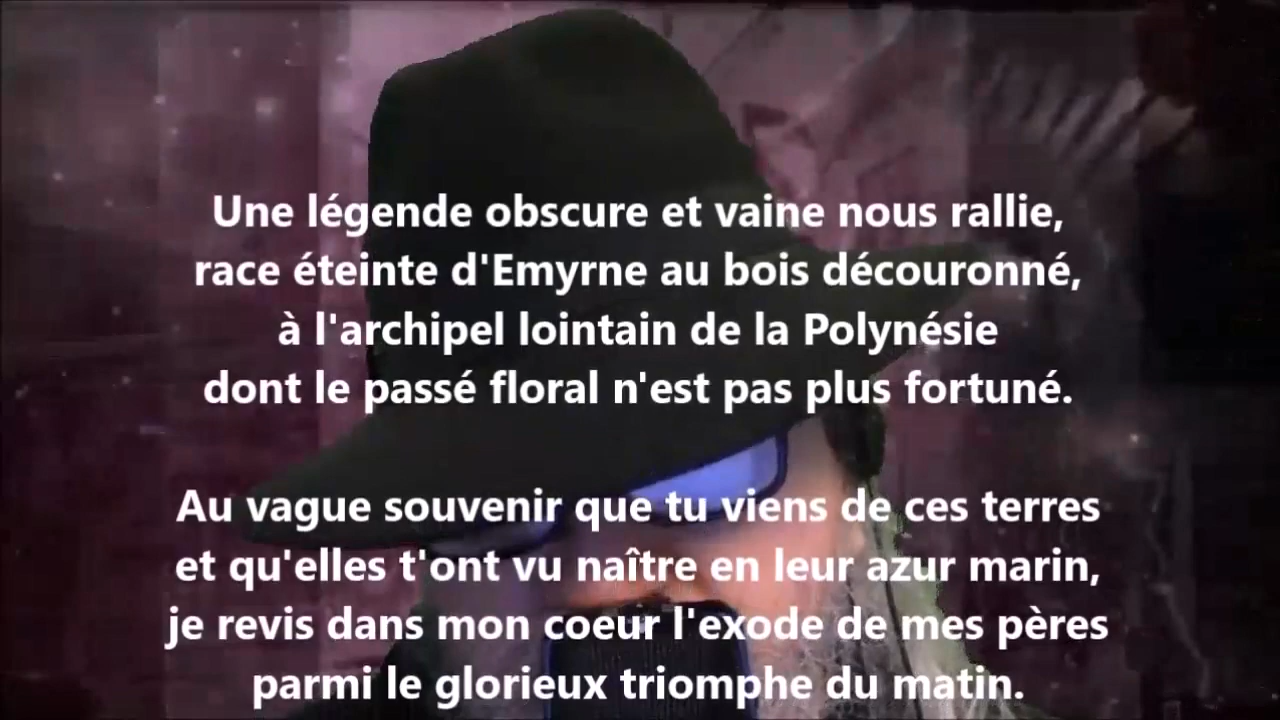 Une légende obscure et vaine nous rallie,
race éteinte d'Emyrne au bois découronné,
à l'archipel lointain de la Polynésie
dont le passé floral n'est pas plus fortuné.
Au vague souvenir que tu viens de ces terres
et qu'elles t'ont vu naître en leur azur marin,
je revis dans mon coeur l'exode de mes pères
parmi le glorieux triomphe du matin.